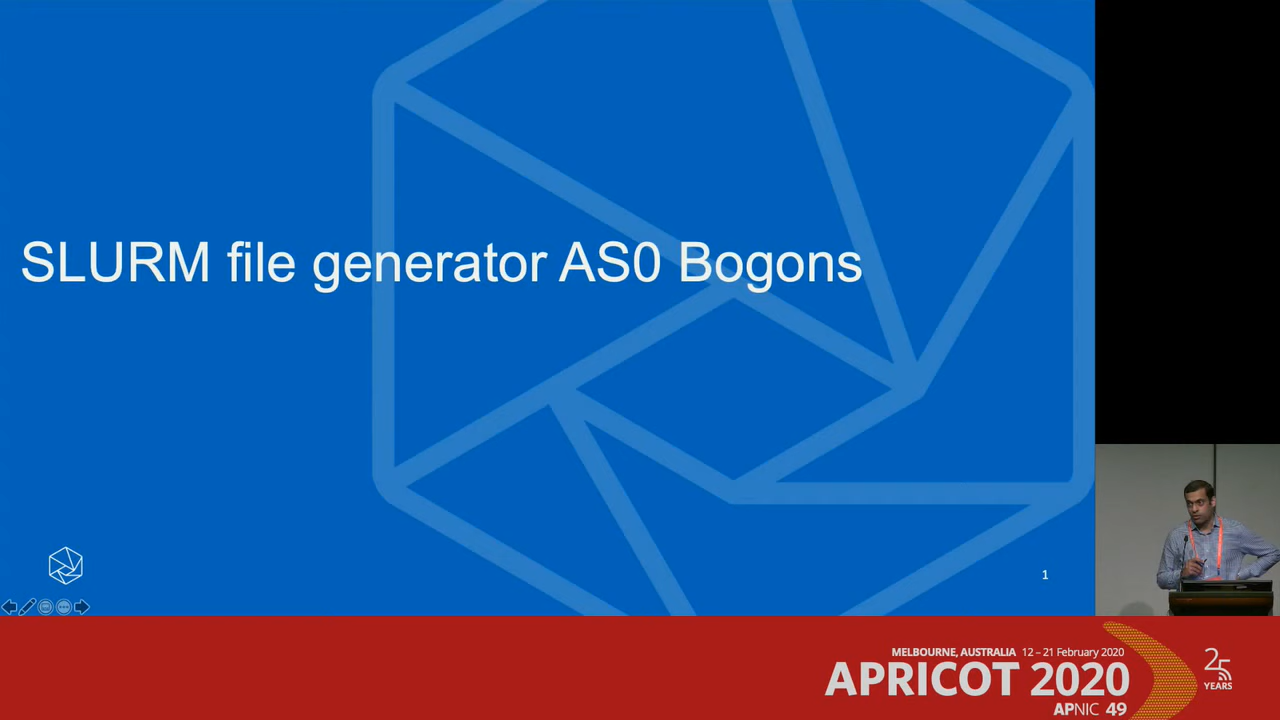 SLURM file generator AS0 Bogons
1
MELBOURNE, AUSTRALIA 12 – 21 February 2020
APRICOT 2020
APNIC 49
25
YEARS